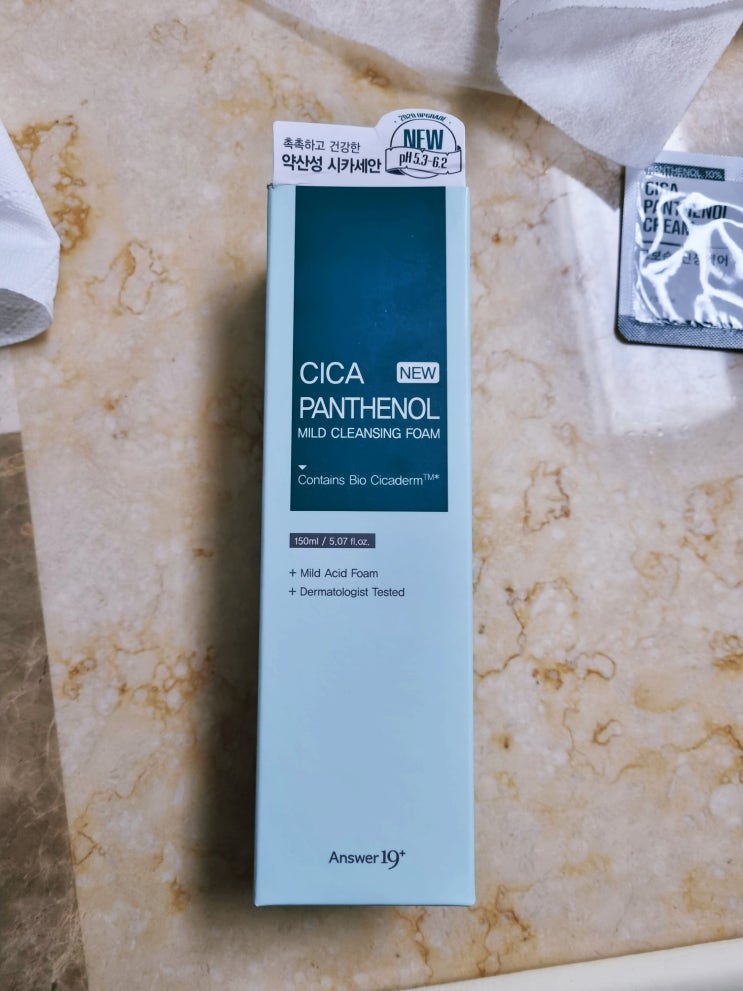 촉촉하고 건강한
약산성 시카세안
2020 UPGRADE
NEW
pH 5.3-6.2
CICA NEW
PANTHENOL
MILD CLEANSING FOAM
Contains Bio Cicaderm™*
150ml / 5.07 fl.oz.
+ Mild Acid Foam
+ Dermatologist Tested
Answer 19+
PANTHENOL 10%
CICA
PANTHENOL
CREAM